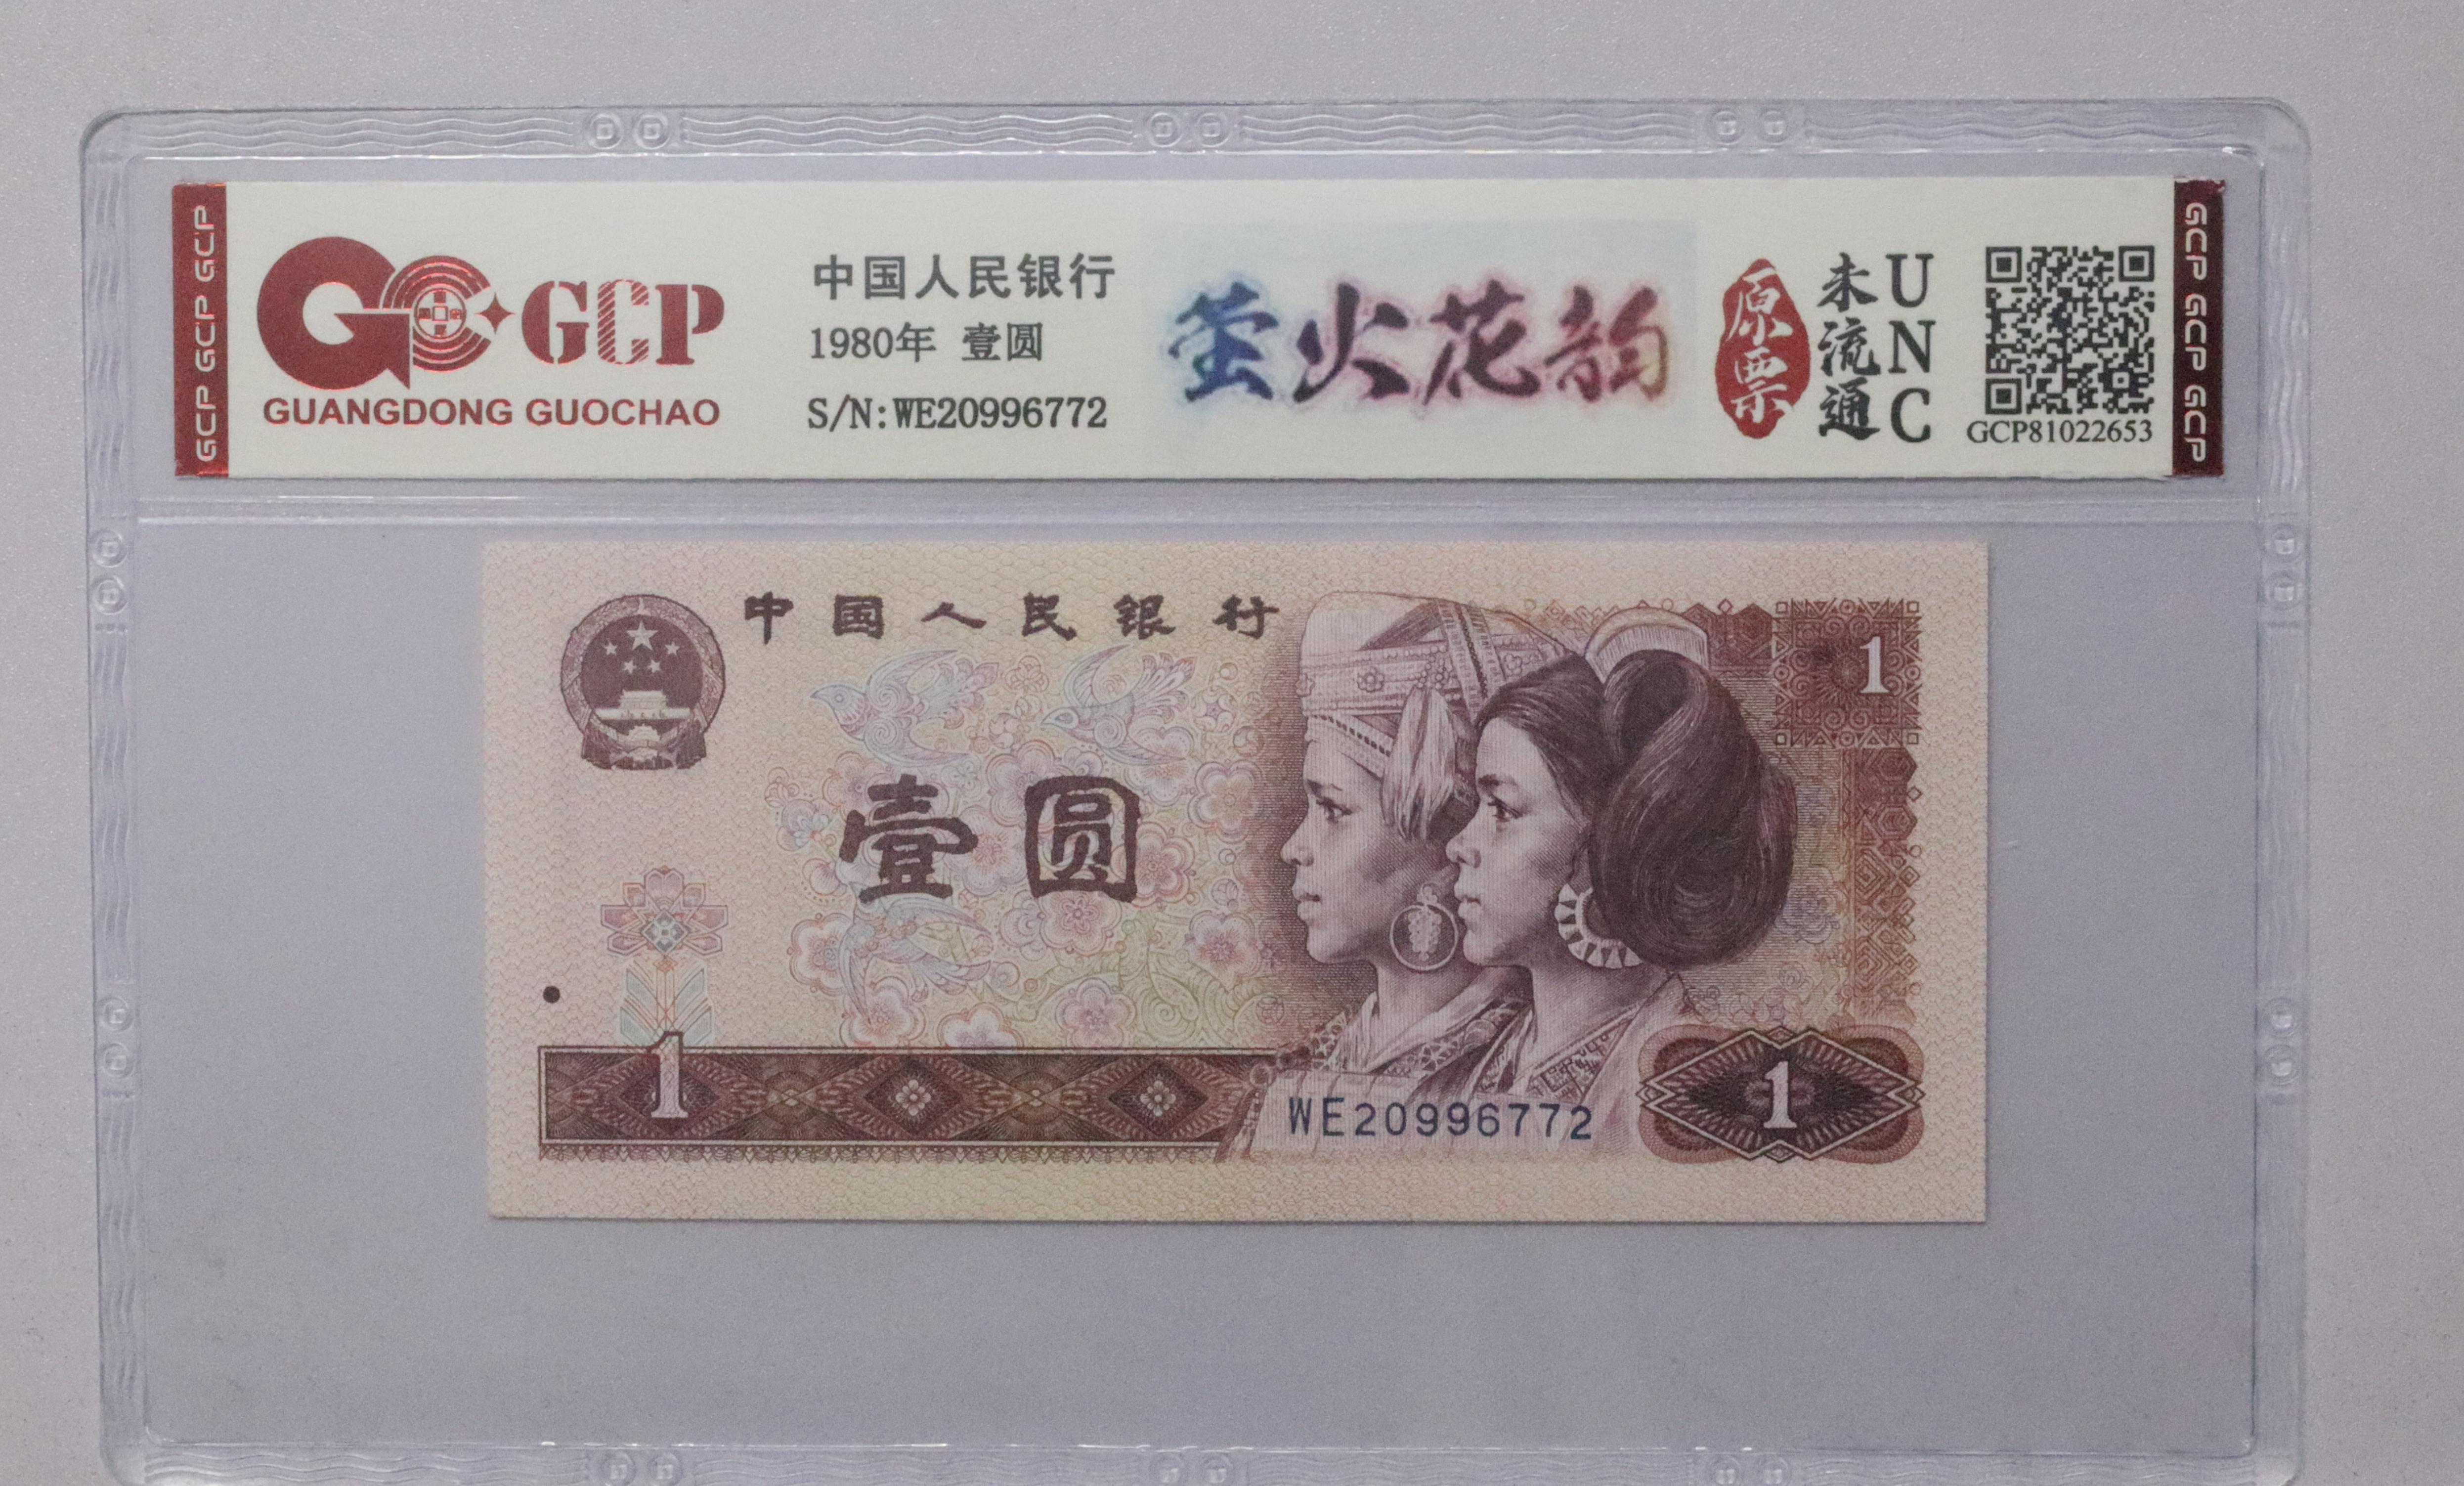 GCP GCP GCP
GCP
GUANGDONG GUOCHAO
中国人民银行
1980年 壹圆
S/N:WE20996772
萤火花韵
原票
未流通
UNC
GCP81022653
GCP GCP GCP
中国人民银行
1
壹圆
1
WE20996772
1